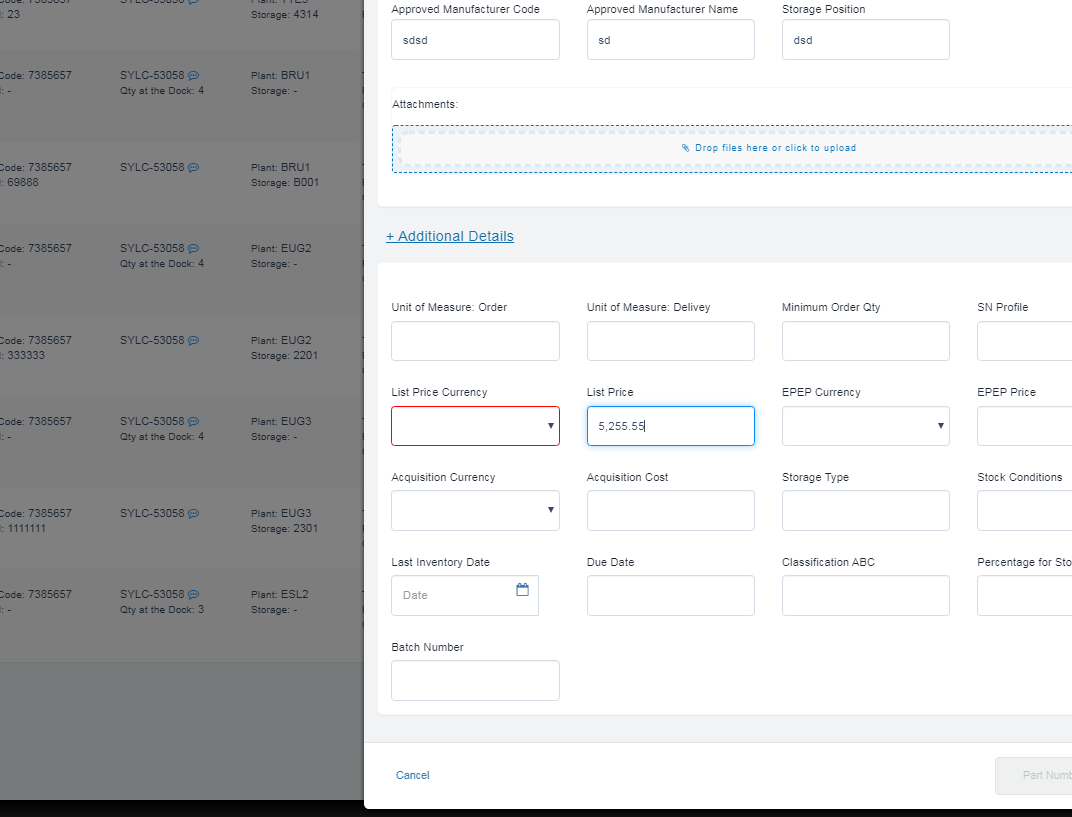 : 23
Storage: 4314
Code: 7385657
SYLC-53058
Plant: BRU1
: -
Qty at the Dock: 4
Storage: -
Code: 7385657
SYLC-53058
Plant: BRU1
: 69888
Storage: B001
Code: 7385657
SYLC-53058
Plant: EUG2
: -
Qty at the Dock: 4
Storage: -
Code: 7385657
SYLC-53058
Plant: EUG2
: 333333
Storage: 2201
Code: 7385657
SYLC-53058
Plant: EUG3
: -
Qty at the Dock: 4
Storage: -
Code: 7385657
SYLC-53058
Plant: EUG3
: 1111111
Storage: 2301
Code: 7385657
SYLC-53058
Plant: ESL2
: -
Qty at the Dock: 3
Storage: -
Approved Manufacturer Code
Approved Manufacturer Name
Storage Position
sdsd
sd
dsd
Attachments:
Drop files here or click to upload
+ Additional Details
Unit of Measure: Order
Unit of Measure: Delivey
Minimum Order Qty
SN Profile
List Price Currency
List Price
EPEP Currency
EPEP Price
5,255.55
Acquisition Currency
Acquisition Cost
Storage Type
Stock Conditions
Last Inventory Date
Due Date
Classification ABC
Percentage for Sto
Date
Batch Number
Cancel
Part Numb